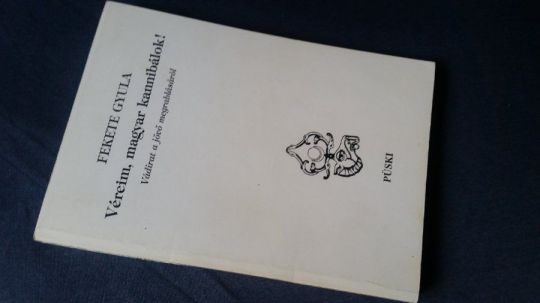 FEKETE GYULA
Véreim, magyar kannibálok!
Vádirat a jövő megrablásáról
PÜSKI